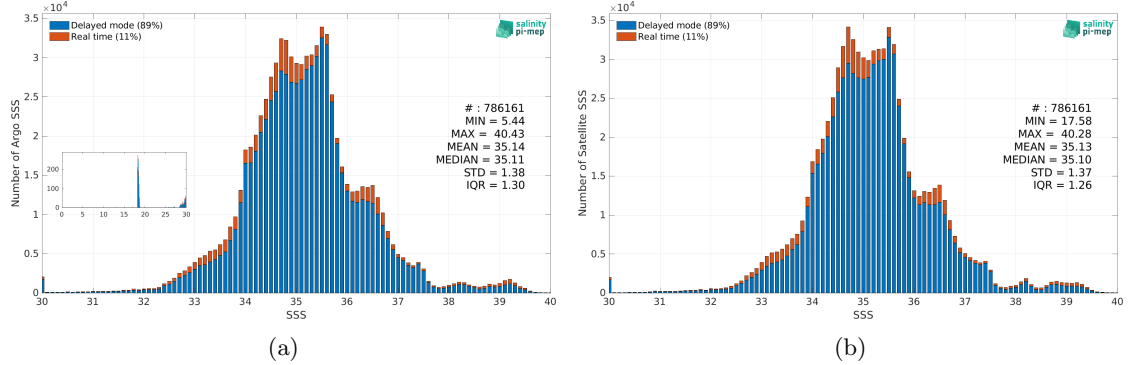 ×10⁴
Delayed mode (89%)
Real time (11%)
salinity
pi-mep
3.5
3
2.5
2
1.5
1
0.5
0
Number of Argo SSS
# : 786161
MIN = 5.44
MAX = 40.43
MEAN = 35.14
MEDIAN = 35.11
STD = 1.38
IQR = 1.30
200
100
0
0 5 10 15 20 25 30
30 31 32 33 34 35 36 37 38 39 40
SSS
(a)
×10⁴
Delayed mode (89%)
Real time (11%)
salinity
pi-mep
3.5
3
2.5
2
1.5
1
0.5
0
Number of Satellite SSS
# : 786161
MIN = 17.58
MAX = 40.28
MEAN = 35.13
MEDIAN = 35.10
STD = 1.37
IQR = 1.26
30 31 32 33 34 35 36 37 38 39 40
SSS
(b)